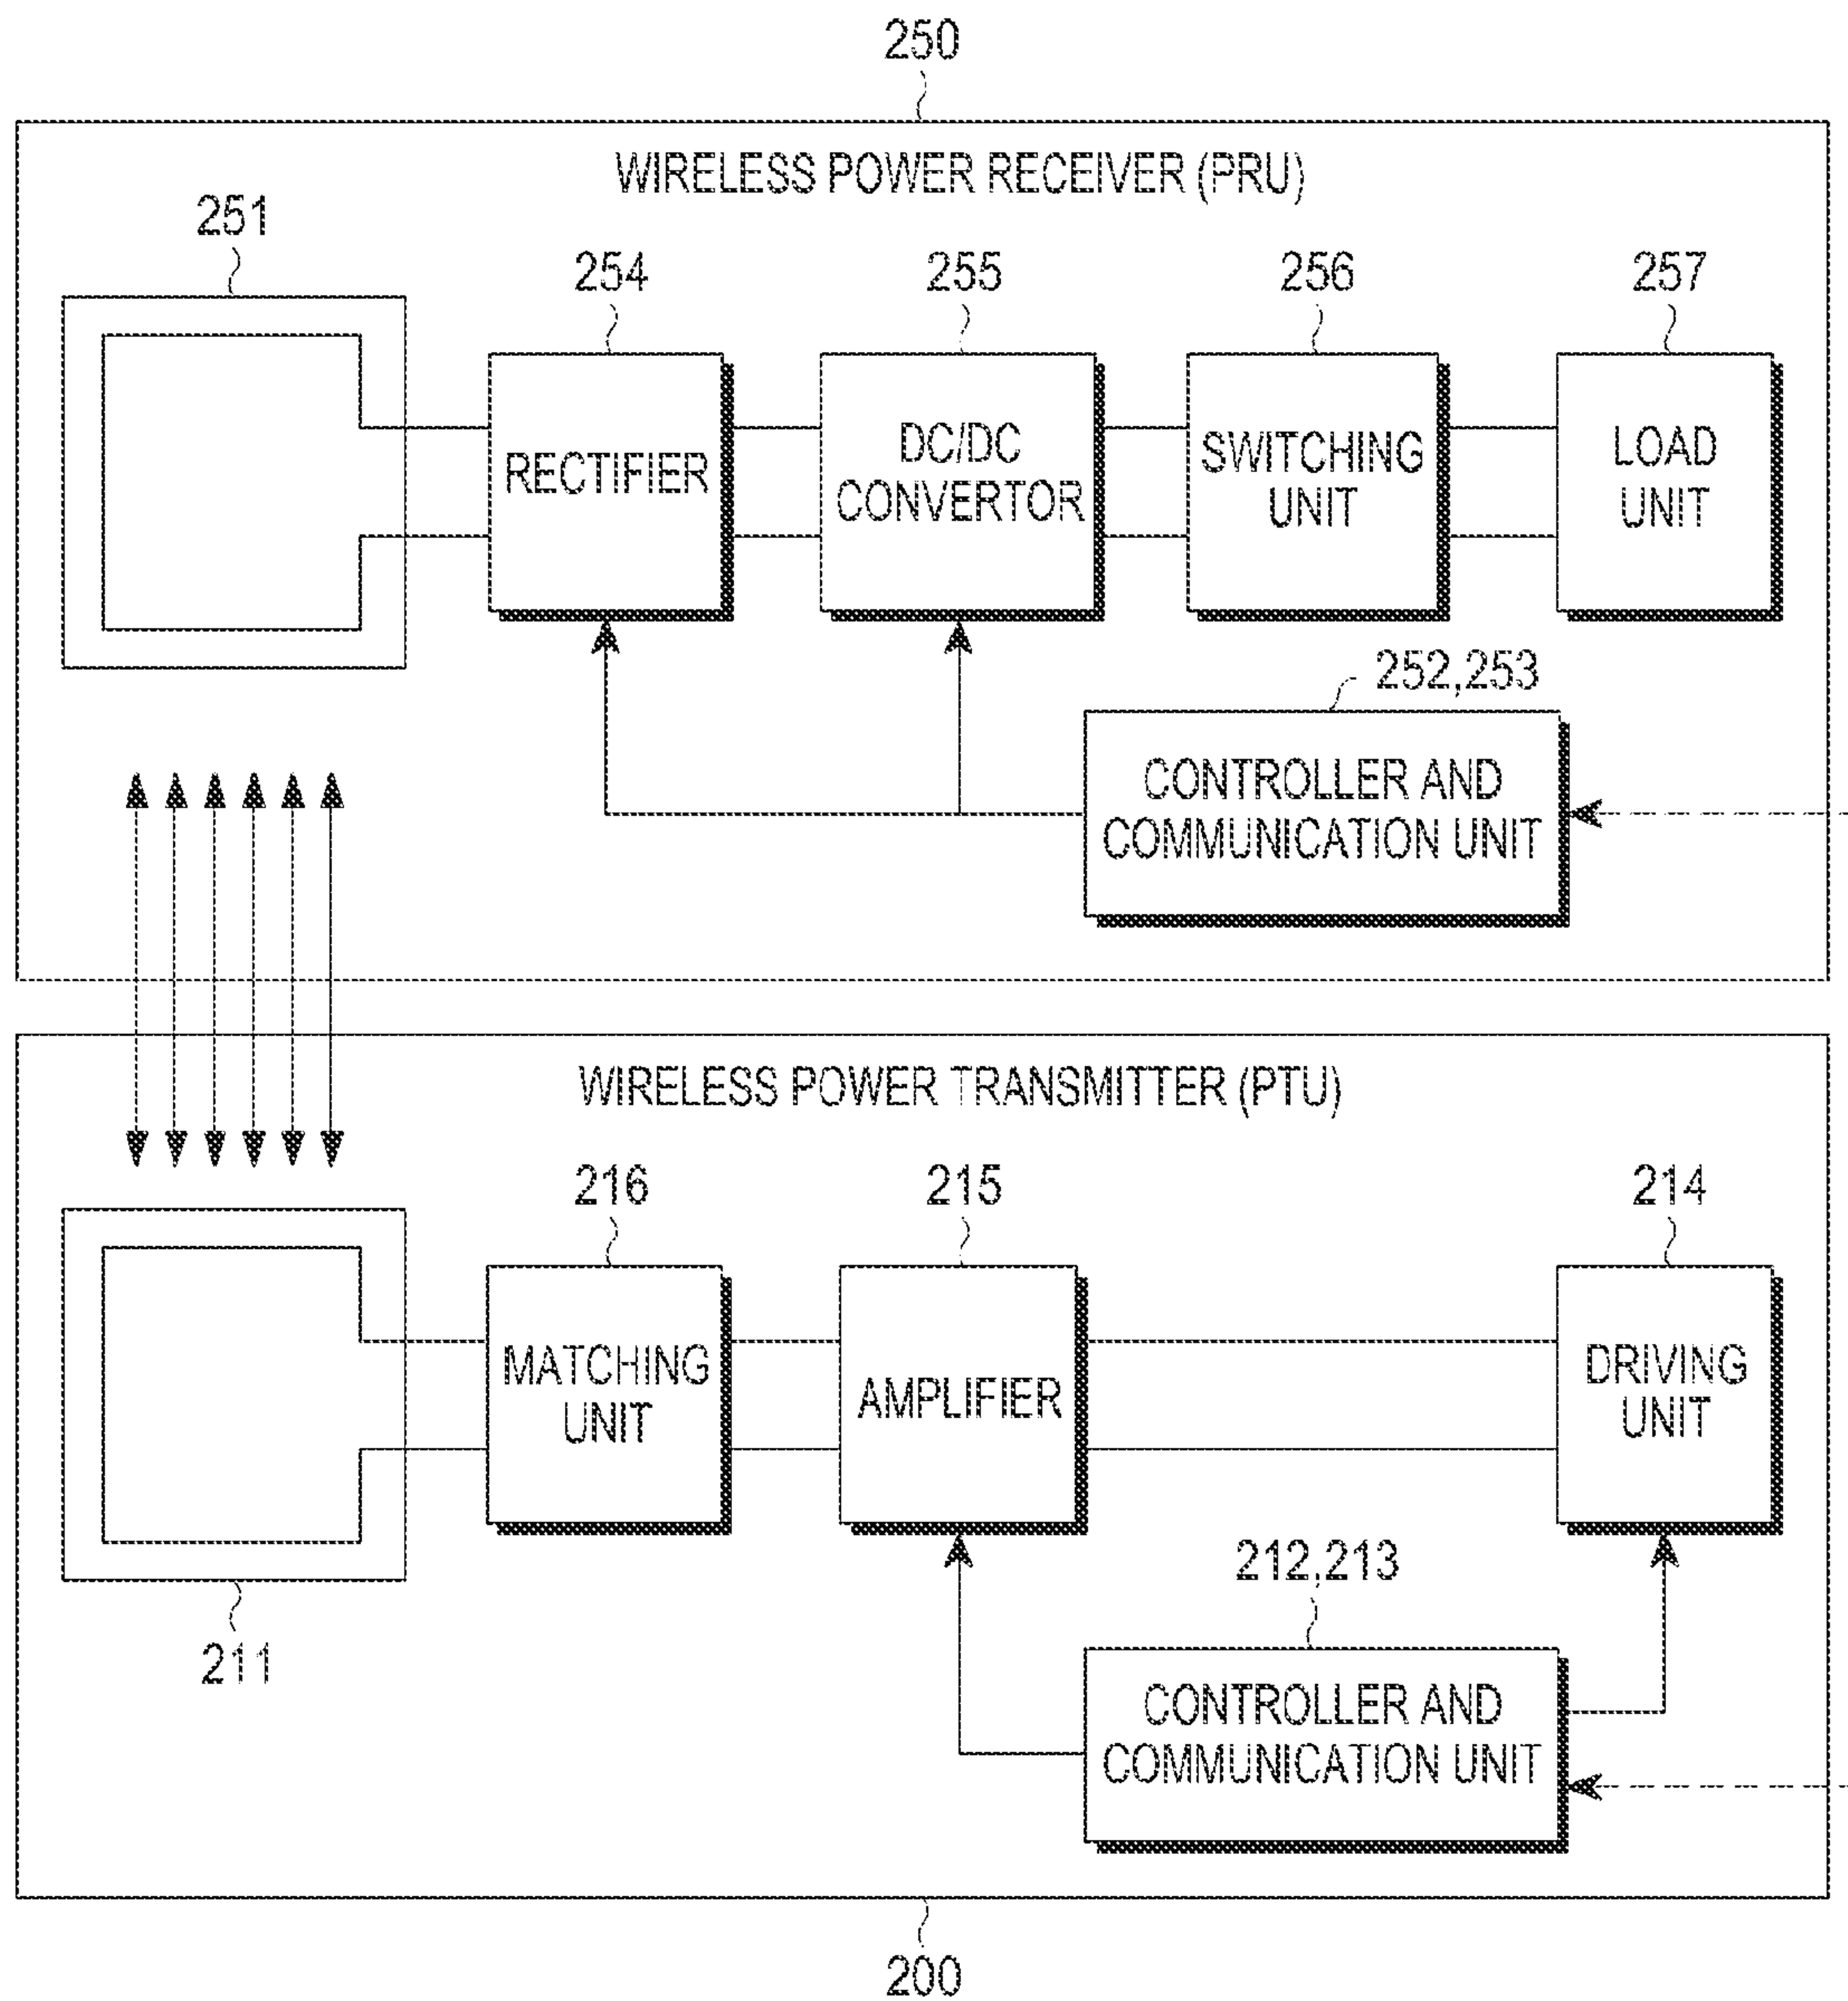 250
WIRELESS POWER RECEIVER (PRU)
251
254
255
256
257
RECTIFIER
DC/DC
CONVERTOR
SWITCHING
UNIT
LOAD
UNIT
252,253
CONTROLLER AND
COMMUNICATION UNIT
WIRELESS POWER TRANSMITTER (PTU)
216
215
214
MATCHING
UNIT
AMPLIFIER
DRIVING
UNIT
212,213
211
CONTROLLER AND
COMMUNICATION UNIT
200